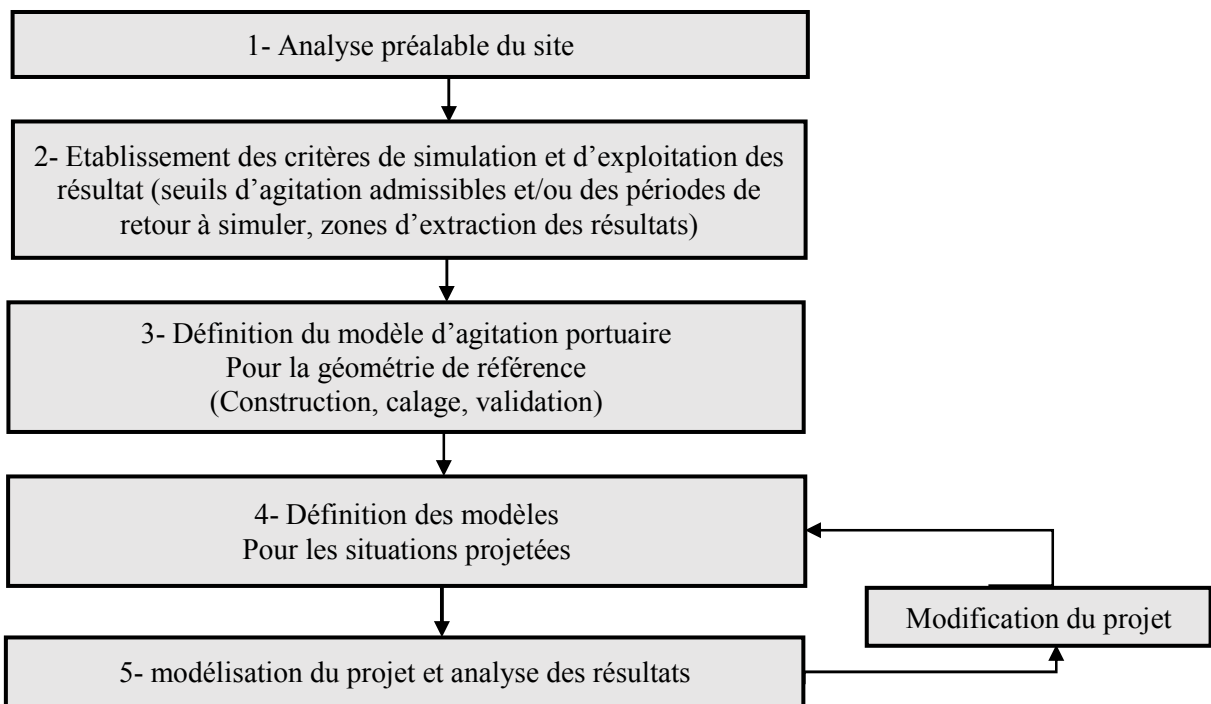 1- Analyse préalable du site
2- Etablissement des critères de simulation et d’exploitation des
résultat (seuils d’agitation admissibles et/ou des périodes de
retour à simuler, zones d’extraction des résultats)
3- Définition du modèle d’agitation portuaire
Pour la géométrie de référence
(Construction, calage, validation)
4- Définition des modèles
Pour les situations projetées
Modification du projet
5- modélisation du projet et analyse des résultats